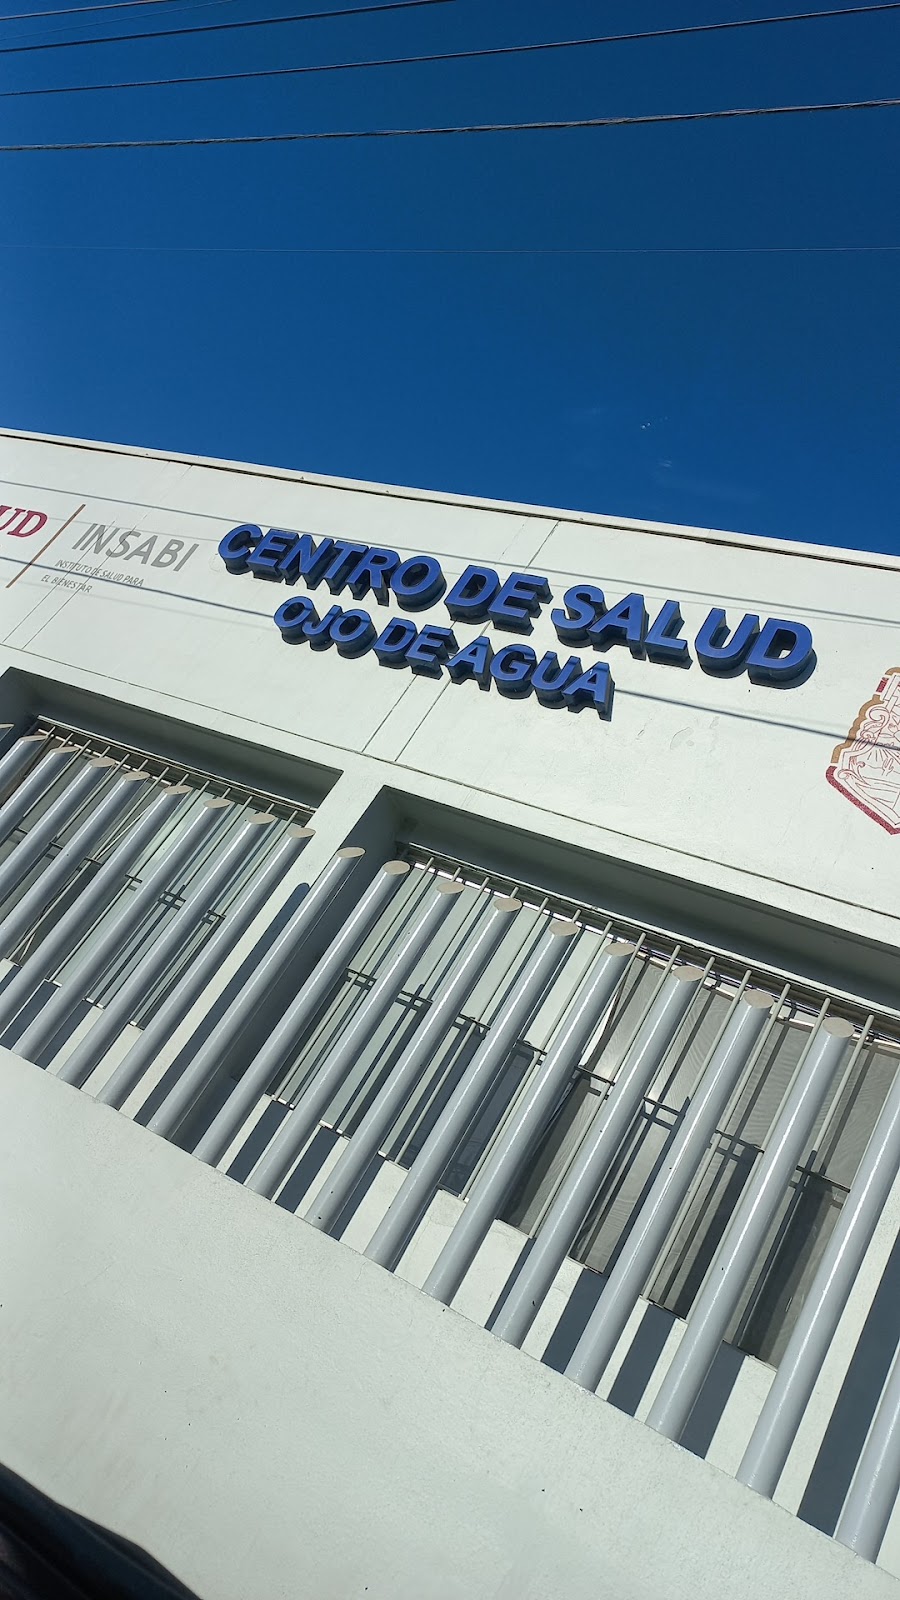 UD
INSABI
INSTITUTO DE SALUD PARA
EL BIENESTAR
CENTRO DE SALUD
OJO DE AGUA